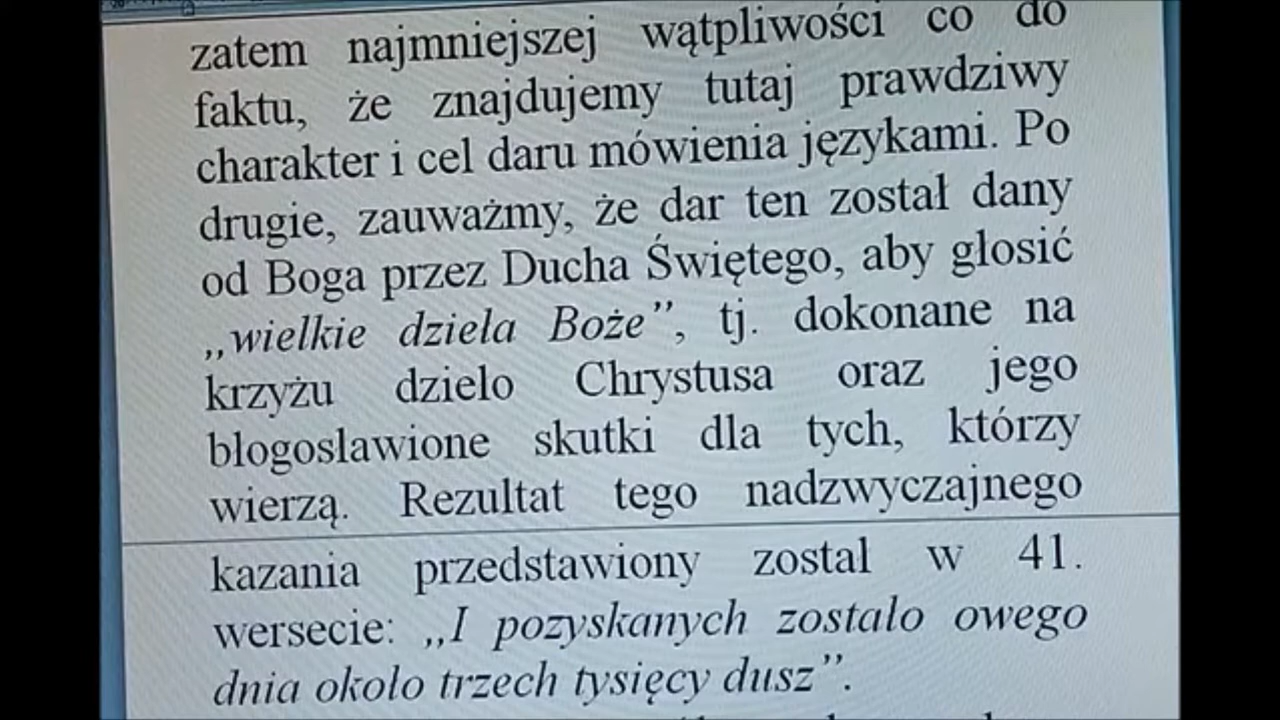 zatem najmniejszej wątpliwości co do
faktu, że znajdujemy tutaj prawdziwy
charakter i cel daru mówienia językami. Po
drugie, zauważmy, że dar ten został dany
od Boga przez Ducha Świętego, aby głosić
„wielkie dzieła Boże”, tj. dokonane na
krzyżu dzieło Chrystusa oraz jego
błogosławione skutki dla tych, którzy
wierzą. Rezultat tego nadzwyczajnego
kazania przedstawiony został w 41.
wersecie: „I pozyskanych zostało owego
dnia około trzech tysięcy dusz”.